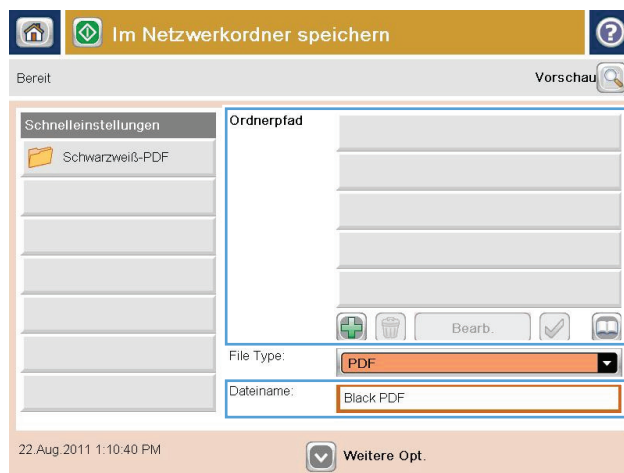 Im Netzwerkordner speichern
Bereit
Vorschau
Schnelleinstellungen
Schwarzweiß-PDF
Ordnerpfad
Bearb.
File Type:
PDF
Dateiname:
Black PDF
22.Aug.2011 1:10:40 PM
Weitere Opt.